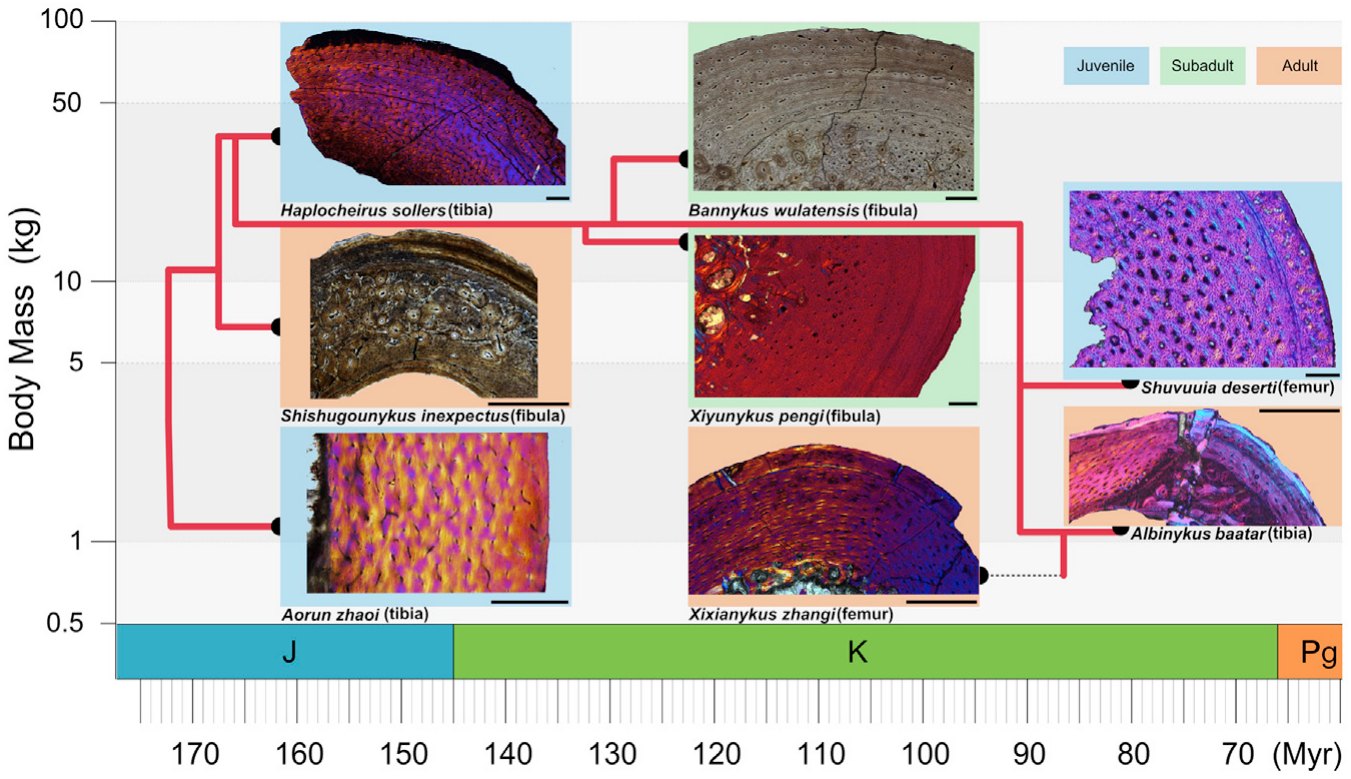 Body Mass (kg)
100
50
10
5
1
0.5
Juvenile Subadult Adult
Haplocheirus sollers (tibia)
Bannykus wulatensis (fibula)
Shuvuuia deserti (femur)
Shishugounykus inexpectus (fibula)
Xiyunykus pengi (fibula)
Albinykus baatar (tibia)
Aorun zhaoi (tibia)
Xixianykus zhangi (femur)
J K Pg
170 160 150 140 130 120 110 100 90 80 70 (Myr)